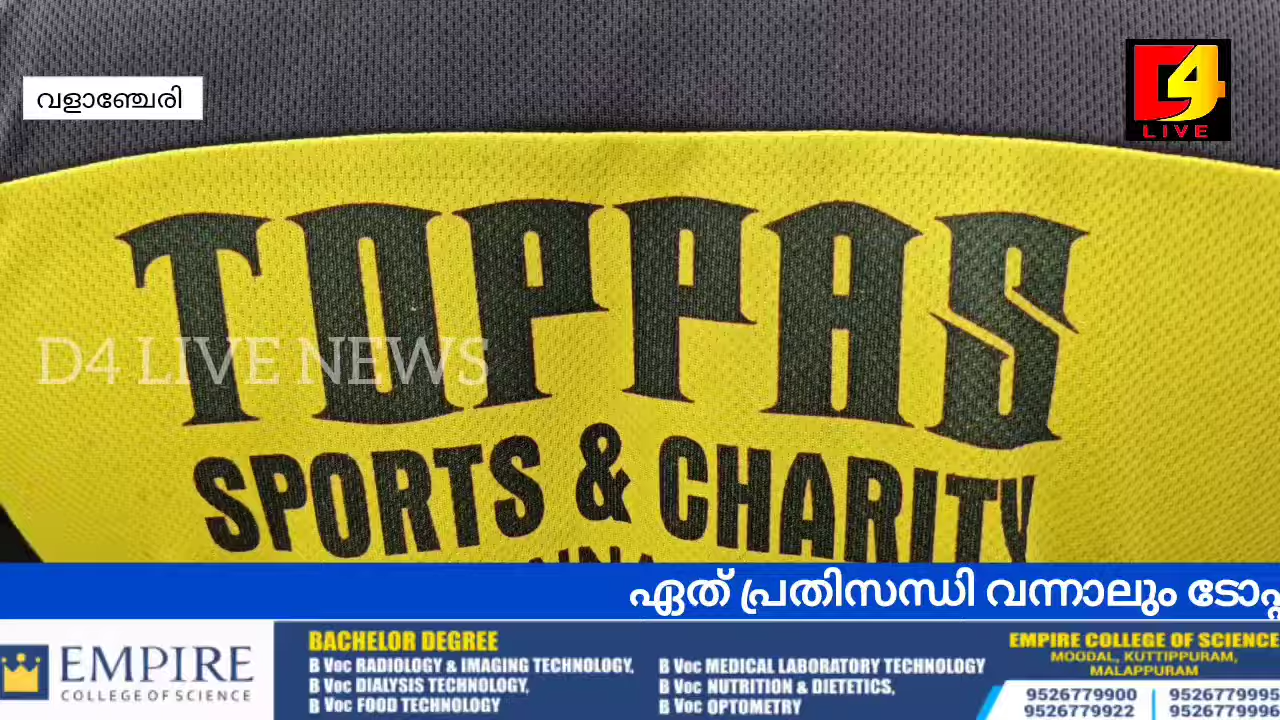 വളാഞ്ചേരി
D4
LIVE
TOPPAS
D4 LIVE NEWS
SPORTS & CHARITY
ഏത് പ്രതിസന്ധി വന്നാലും
EMPIRE
COLLEGE OF SCIENCE
BACHELOR DEGREE
B Voc RADIOLOGY & IMAGING TECHNOLOGY,
B Voc DIALYSIS TECHNOLOGY,
B Voc FOOD TECHNOLOGY
B Voc MEDICAL LABORATORY TECHNOLOGY
B Voc NUTRITION & DIETETICS,
B Voc OPTOMETRY
EMPIRE COLLEGE OF SCIENCE
MOODAL, KUTTIPPURAM,
MALAPPURAM
9526779900 | 9526779995
9526779922 | 9526779996